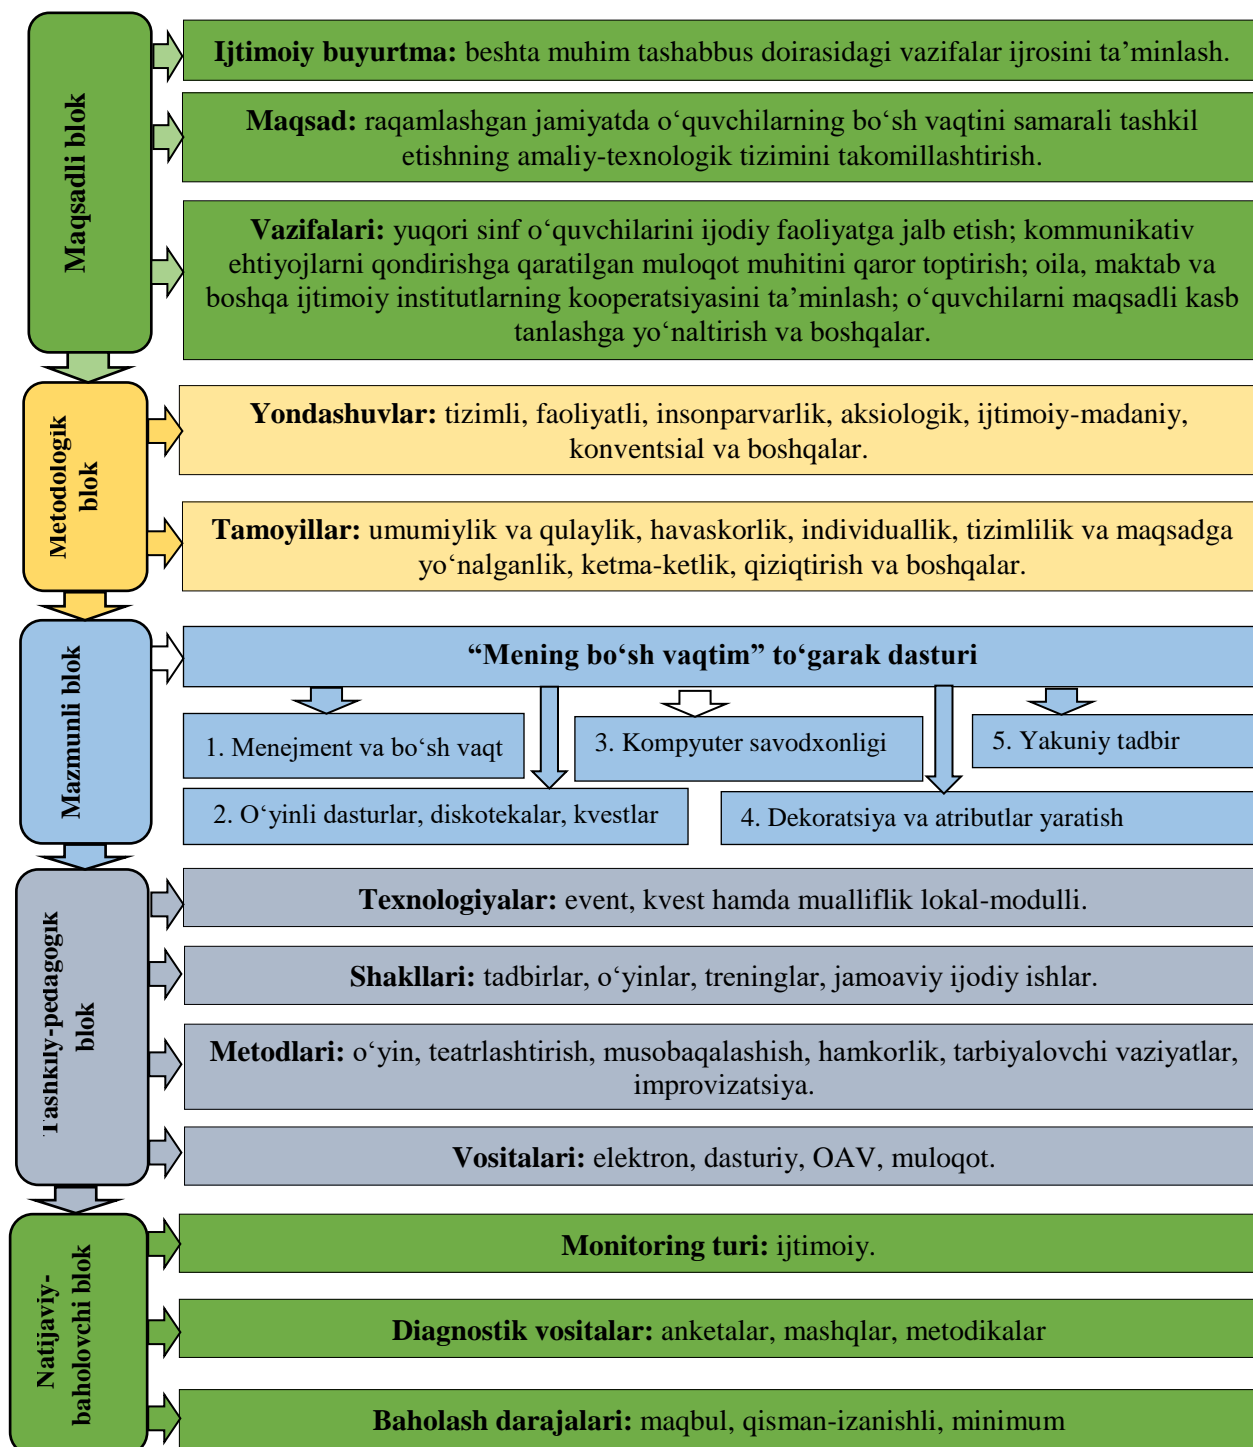 Maqsadli blok
Ijtimoiy buyurtma: beshta muhim tashabbus doirasidagi vazifalar ijrosini ta’minlash.
Maqsad: raqamlashgan jamiyatda o‘quvchilarning bo‘sh vaqtini samarali tashkil
etishning amaliy-texnologik tizimini takomillashtirish.
Vazifalari: yuqori sinf o‘quvchilarini ijodiy faoliyatga jalb etish; kommunikativ
ehtiyojlarni qondirishga qaratilgan muloqot muhitini qaror toptirish; oila, maktab va
boshqa ijtimoiy institutlarning kooperatsiyasini ta’minlash; o‘quvchilarni maqsadli kasb
tanlashga yo‘naltirish va boshqalar.
Metodologik
blok
Yondashuvlar: tizimli, faoliyatli, insonparvarlik, aksiologik, ijtimoiy-madaniy,
konventsial va boshqalar.
Tamoyillar: umumiylik va qulaylik, havaskorlik, individuallik, tizimlilik va maqsadga
yo‘nalganlik, ketma-ketlik, qiziqtirish va boshqalar.
Mazmunli blok
“Mening bo‘sh vaqtim” to‘garak dasturi
1. Menejment va bo‘sh vaqt
3. Kompyuter savodxonligi
5. Yakuniy tadbir
2. O‘yinli dasturlar, diskotekalar, kvestlar
4. Dekoratsiya va atributlar yaratish
Tashkiliy-pedagogik
blok
Texnologiyalar: event, kvest hamda mualliflik lokal-modulli.
Shakllari: tadbirlar, o‘yinlar, treninglar, jamoaviy ijodiy ishlar.
Metodlari: o‘yin, teatrlashtirish, musobaqalashish, hamkorlik, tarbiyalovchi vaziyatlar,
improvizatsiya.
Vositalari: elektron, dasturiy, OAV, muloqot.
Natijaviy-
baholovchi blok
Monitoring turi: ijtimoiy.
Diagnostik vositalar: anketalar, mashqlar, metodikalar
Baholash darajalari: maqbul, qisman-izanishli, minimum